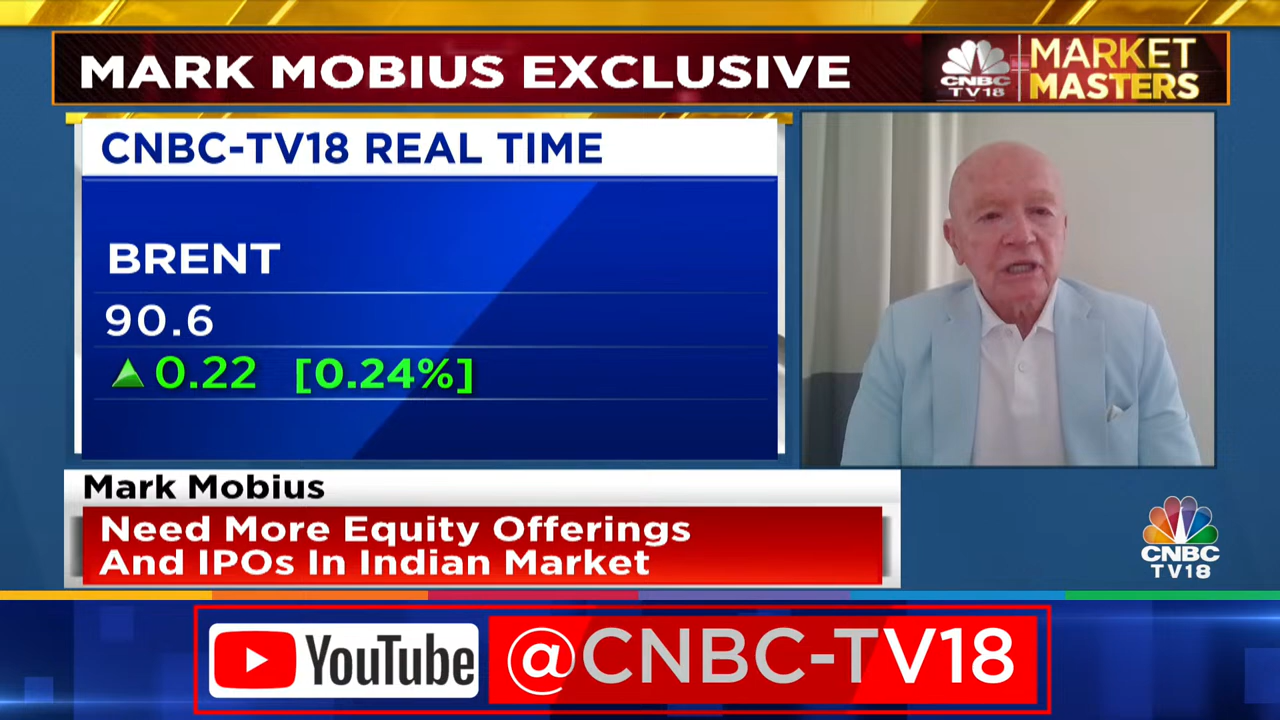 MARK MOBIUS EXCLUSIVE
CNBC TV18
MARKET MASTERS
CNBC-TV18 REAL TIME
BRENT
90.6
▲ 0.22 [0.24%]
Mark Mobius
Need More Equity Offerings
And IPOs In Indian Market
CNBC
TV18
YouTube
@CNBC-TV18